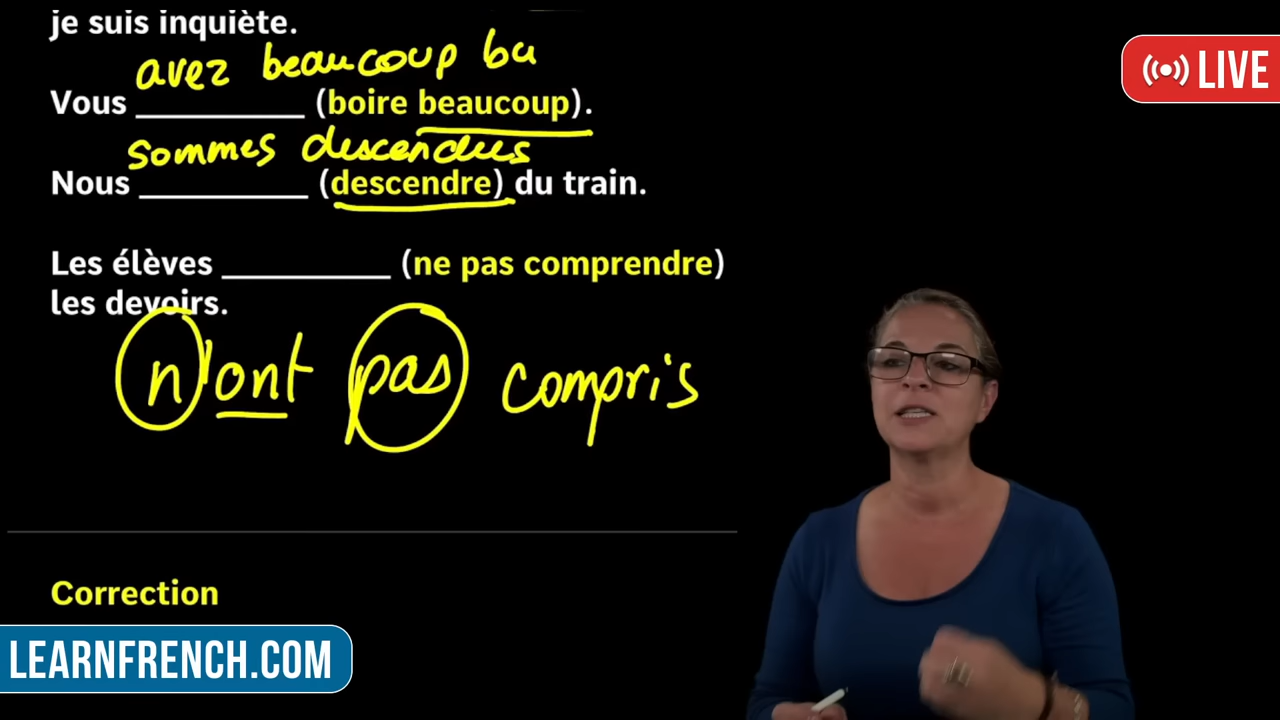 je suis inquiète.
avez beaucoup bu
Vous __________ (boire beaucoup).
sommes descendus
Nous __________ (descendre) du train.
Les élèves __________ (ne pas comprendre)
les devoirs.
n'ont pas compris
Correction
LIVE
LEARNFRENCH.COM